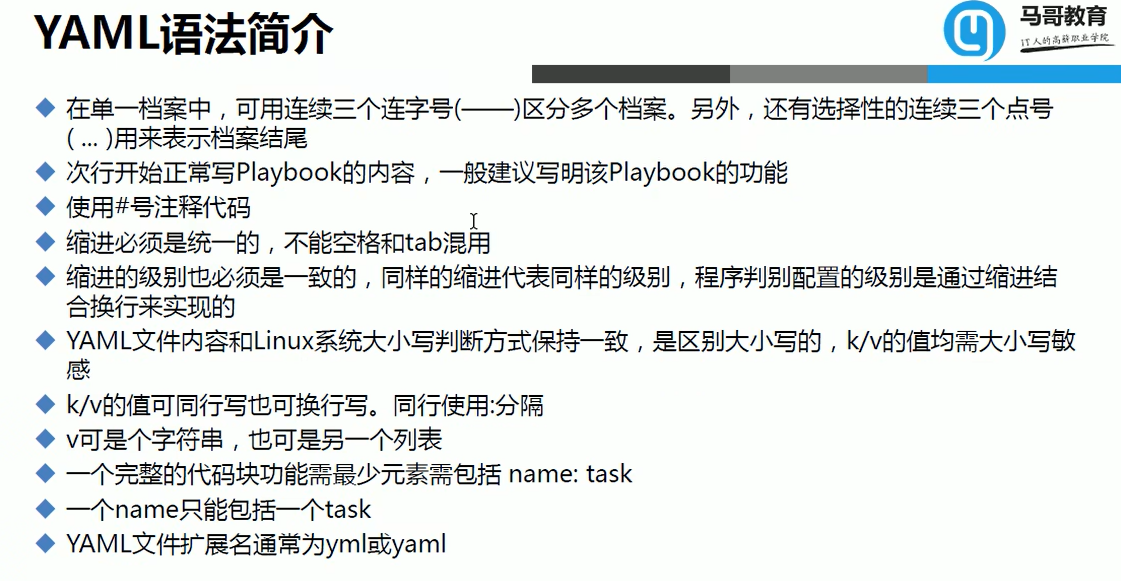 YAML语法简介
马哥教育
IT人的高薪职业学院
在单一档案中，可用连续三个连字号(——)区分多个档案。另外，还有选择性的连续三个点号
( ... )用来表示档案结尾
次行开始正常写Playbook的内容，一般建议写明该Playbook的功能
使用#号注释代码
缩进必须是统一的，不能空格和tab混用
缩进的级别也必须是一致的，同样的缩进代表同样的级别，程序判别配置的级别是通过缩进结
合换行来实现的
YAML文件内容和Linux系统大小写判断方式保持一致，是区别大小写的，k/v的值均需大小写敏
感
k/v的值可同行写也可换行写。同行使用:分隔
v可是个字符串，也可是另一个列表
一个完整的代码块功能需最少元素需包括 name: task
一个name只能包括一个task
YAML文件扩展名通常为yml或yaml